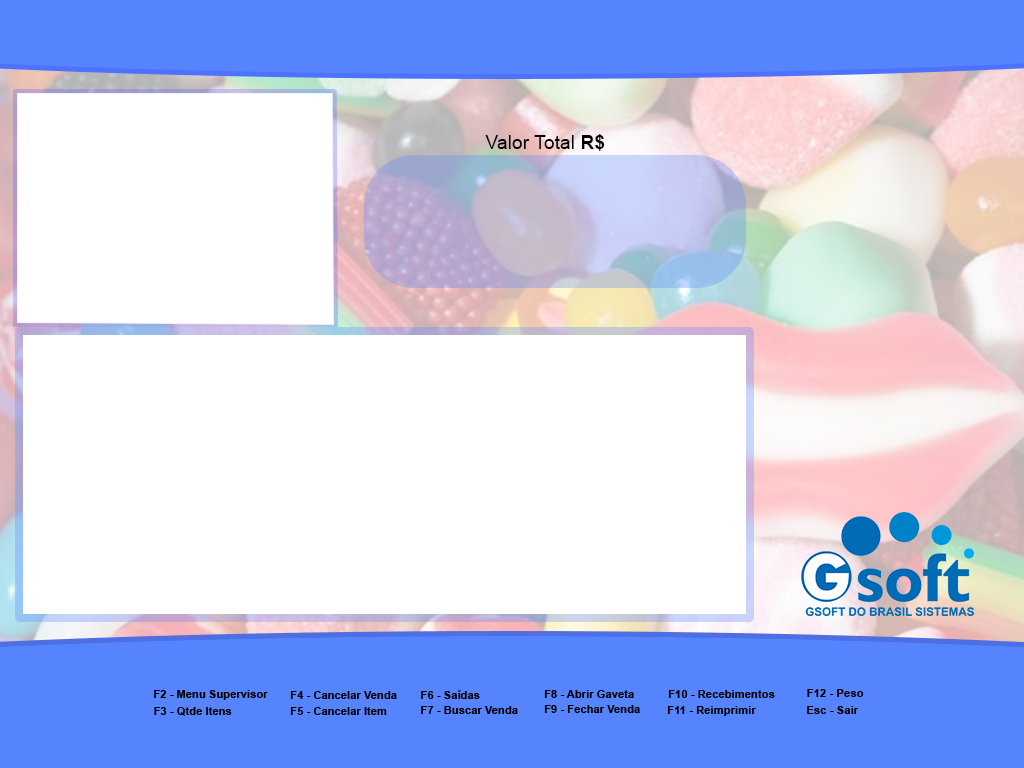 Valor Total R$
Gsoft
GSOFT DO BRASIL SISTEMAS
F2 - Menu Supervisor
F3 - Qtde Itens
F4 - Cancelar Venda
F5 - Cancelar Item
F6 - Saídas
F7 - Buscar Venda
F8 - Abrir Gaveta
F9 - Fechar Venda
F10 - Recebimentos
F11 - Reimprimir
F12 - Peso
Esc - Sair